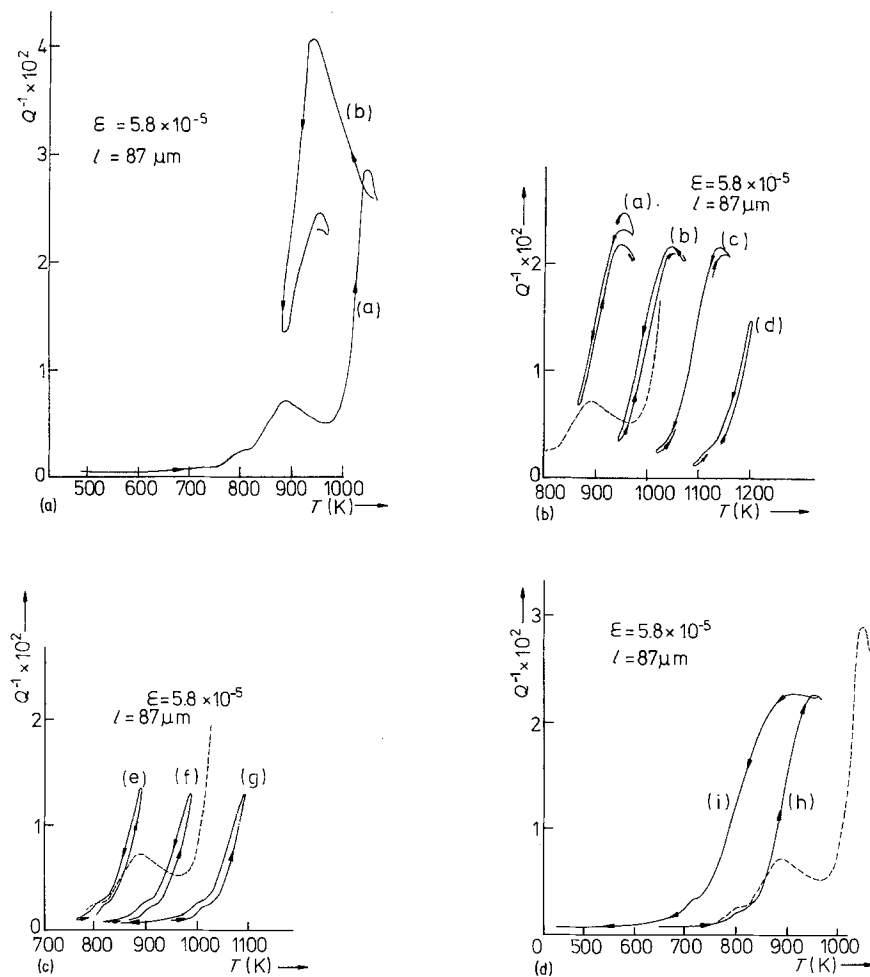 Q⁻¹ × 10²
4
3
2
1
0
ε = 5.8 × 10⁻⁵
l = 87 μm
(b)
(a)
500 600 700 800 900 1000
(a)
T (K)
Q⁻¹ × 10²
2
1
0
ε = 5.8 × 10⁻⁵
l = 87 μm
(a).
(b)
(c)
(d)
800 900 1000 1100 1200
(b)
T (K)
Q⁻¹ × 10²
2
1
0
ε = 5.8 × 10⁻⁵
l = 87 μm
(e)
(f)
(g)
700 800 900 1000 1100
(c)
T (K)
Q⁻¹ × 10²
3
2
1
ε = 5.8 × 10⁻⁵
l = 87 μm
(i)
(h)
0 500 600 700 800 900 1000
(d)
T (K)